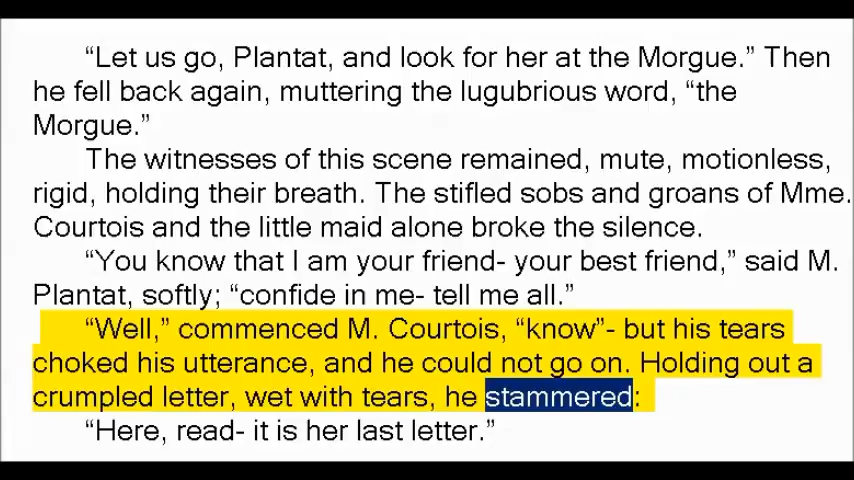 “Let us go, Plantat, and look for her at the Morgue.” Then
he fell back again, muttering the lugubrious word, “the
Morgue.”
The witnesses of this scene remained, mute, motionless,
rigid, holding their breath. The stifled sobs and groans of Mme.
Courtois and the little maid alone broke the silence.
“You know that I am your friend- your best friend,” said M.
Plantat, softly; “confide in me- tell me all.”
“Well,” commenced M. Courtois, “know”- but his tears
choked his utterance, and he could not go on. Holding out a
crumpled letter, wet with tears, he stammered:
“Here, read- it is her last letter.”